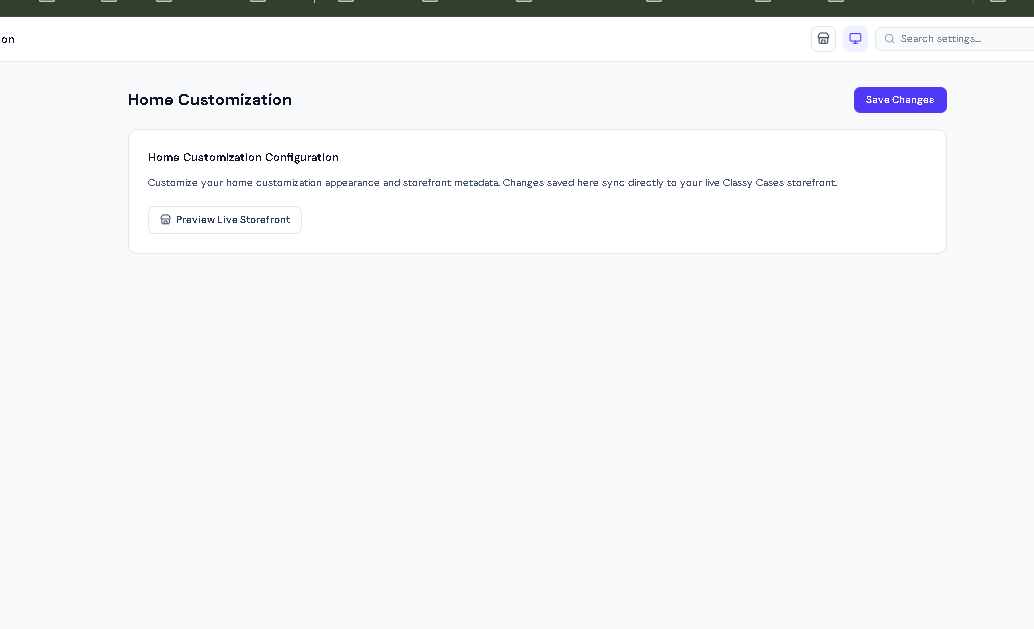 on
Search settings...
Home Customization
Save Changes
Home Customization Configuration
Customize your home customization appearance and storefront metadata. Changes saved here sync directly to your live Classy Cases storefront.
Preview Live Storefront